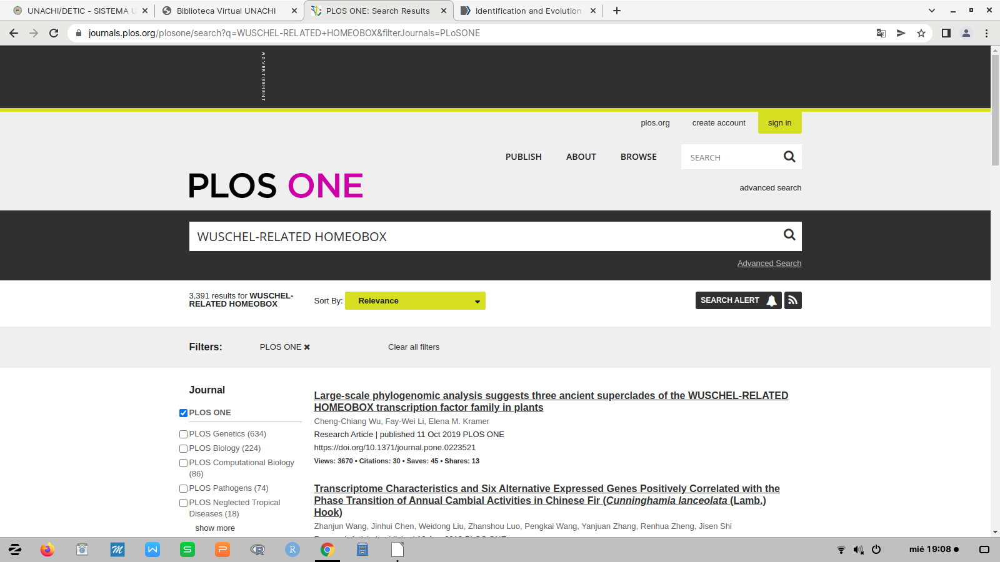 UNACHI/DETIC - SISTEMA U
Biblioteca Virtual UNACHI
PLOS ONE: Search Results
Identification and Evolution
journals.plos.org/plosone/search?q=WUSCHEL-RELATED+HOMEOBOX&filterJournals=PLoSONE
ADVERTISEMENT
plos.org
create account
sign in
PUBLISH
ABOUT
BROWSE
SEARCH
PLOS ONE
advanced search
WUSCHEL-RELATED HOMEOBOX
Advanced Search
3,391 results for WUSCHEL-
RELATED HOMEOBOX
Sort By:
Relevance
SEARCH ALERT
Filters:
PLOS ONE
Clear all filters
Journal
PLOS ONE
PLOS Genetics (634)
PLOS Biology (224)
PLOS Computational Biology
(86)
PLOS Pathogens (74)
PLOS Neglected Tropical
Diseases (18)
show more
Large-scale phylogenomic analysis suggests three ancient superclades of the WUSCHEL-RELATED
HOMEOBOX transcription factor family in plants
Cheng-Chiang Wu, Fay-Wei Li, Elena M. Kramer
Research Article | published 11 Oct 2019 PLOS ONE
https://doi.org/10.1371/journal.pone.0223521
Views: 3670 • Citations: 30 • Saves: 45 • Shares: 13
Transcriptome Characteristics and Six Alternative Expressed Genes Positively Correlated with the
Phase Transition of Annual Cambial Activities in Chinese Fir (Cunninghamia lanceolata (Lamb.)
Hook)
Zhanjun Wang, Jinhui Chen, Weidong Liu, Zhanshou Luo, Pengkai Wang, Yanjuan Zhang, Renhua Zheng, Jisen Shi
mié 19:08